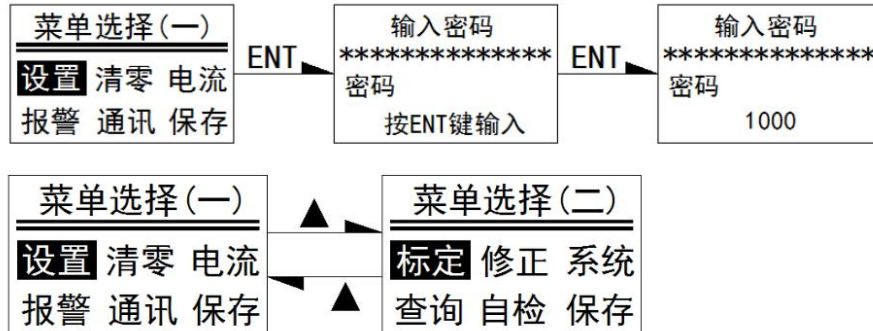 菜单选择(一)
设置 清零 电流
报警 通讯 保存
ENT
输入密码
**************
密码
按ENT键输入
ENT
输入密码
**************
密码
1000
菜单选择(一)
设置 清零 电流
报警 通讯 保存
▲
▲
菜单选择(二)
标定 修正 系统
查询 自检 保存